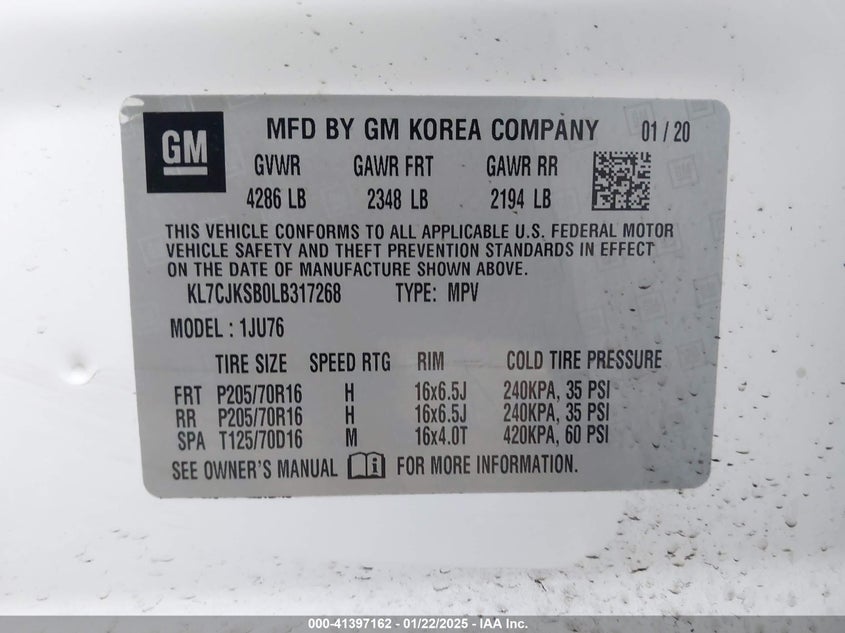 GM MFD BY GM KOREA COMPANY 01/20
GVWR GAWR FRT GAWR RR
4286 LB 2348 LB 2194 LB
THIS VEHICLE CONFORMS TO ALL APPLICABLE U.S. FEDERAL MOTOR
VEHICLE SAFETY AND THEFT PREVENTION STANDARDS IN EFFECT
ON THE DATE OF MANUFACTURE SHOWN ABOVE.
KL7CJKSB0LB317268 TYPE: MPV
MODEL: 1JU76
TIRE SIZE SPEED RTG RIM COLD TIRE PRESSURE
FRT P205/70R16 H 16x6.5J 240KPA, 35 PSI
RR P205/70R16 H 16x6.5J 240KPA, 35 PSI
SPA T125/70D16 M 16x4.0T 420KPA, 60 PSI
SEE OWNER'S MANUAL FOR MORE INFORMATION.
000-41397162 - 01/22/2025 - IAA Inc.